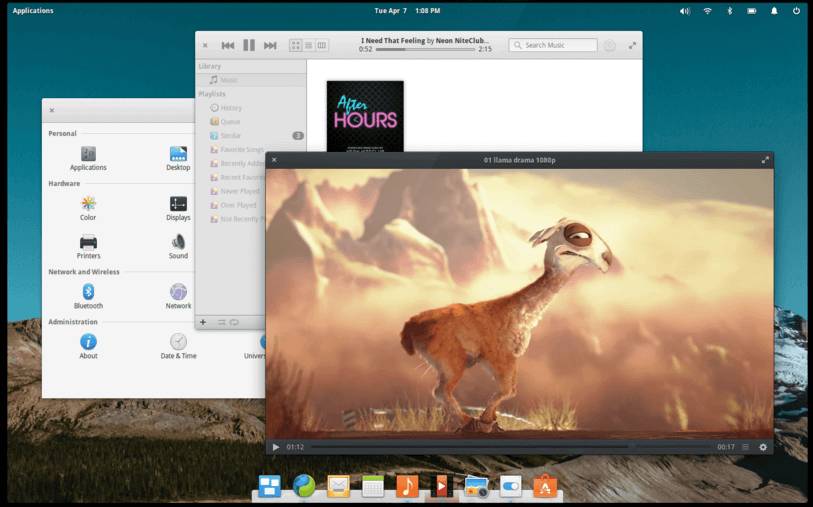 Applications
Tue Apr 7 1:08 PM
I Need That Feeling by Neon NiteClub...
0:52
2:15
Search Music
Library
Music
Playlists
History
Queue
Similar
3
Favorite Songs
Recently Added
Recent Favorites
Never Played
Over Played
Not Recently P
After
HOURS
Personal
Applications
Desktop
Hardware
Color
Displays
Printers
Sound
Network and Wireless
Bluetooth
Network
Administration
About
Date & Time
Univers
01 llama drama 1080p
01:12
00:17